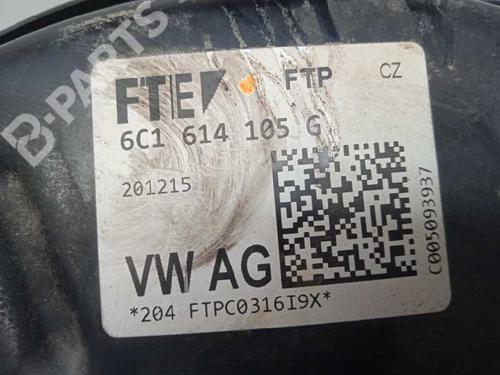 B-PARTS
FTE FTP CZ
6C1 614 105 G
201215
VW AG
C005093937
*204 FTPC0316I9X*